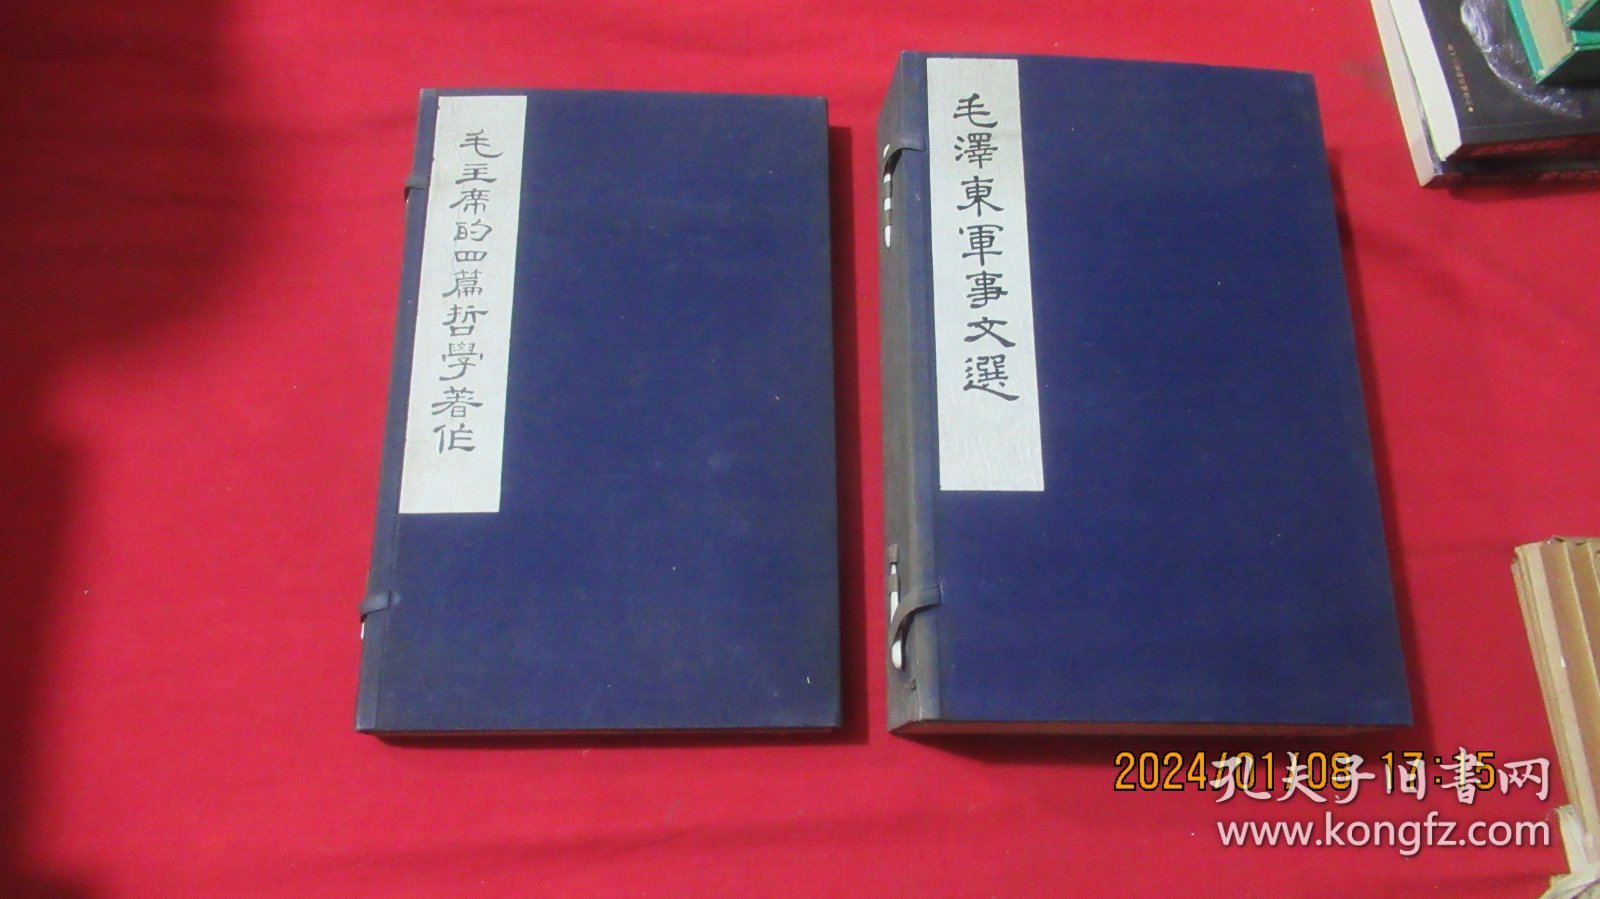 毛主席的四篇哲學著作
毛澤東軍事文選
2024/01/08 17:15
孔夫子旧书网
www.kongfz.com